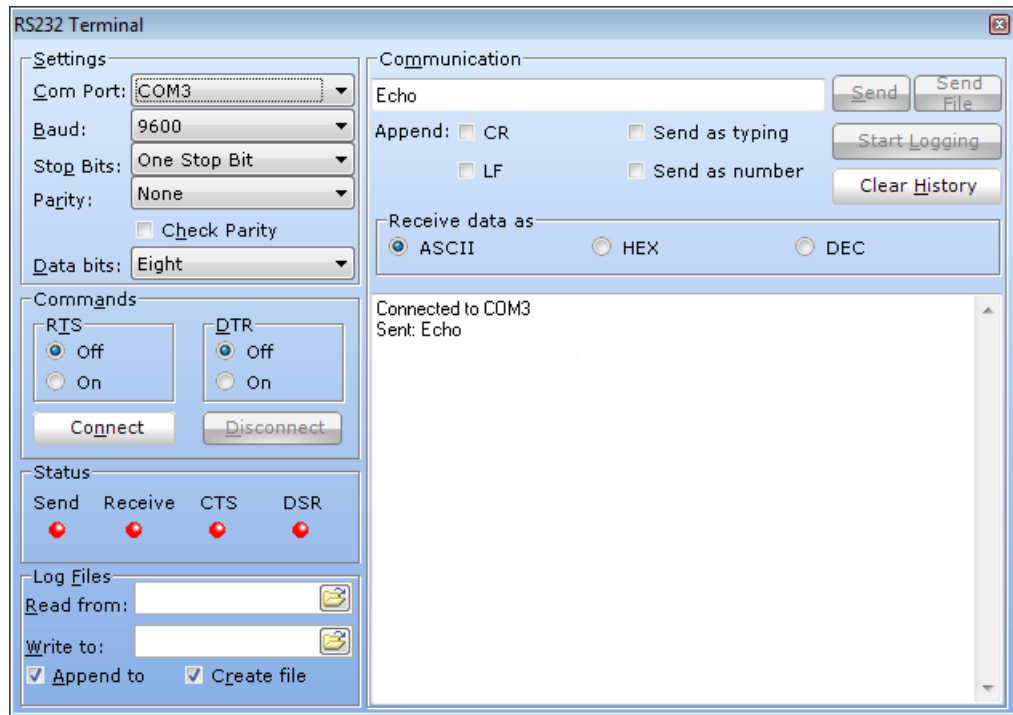 RS232 Terminal
Settings
Com Port: COM3
Baud: 9600
Stop Bits: One Stop Bit
Parity: None
Check Parity
Data bits: Eight
Commands
RTS DTR
Off Off
On On
Connect Disconnect
Status
Send Receive CTS DSR
Log Files
Read from:
Write to:
Append to Create file
Communication
Echo Send Send File
Append: CR Send as typing Start Logging
LF Send as number Clear History
Receive data as
ASCII HEX DEC
Connected to COM3
Sent: Echo